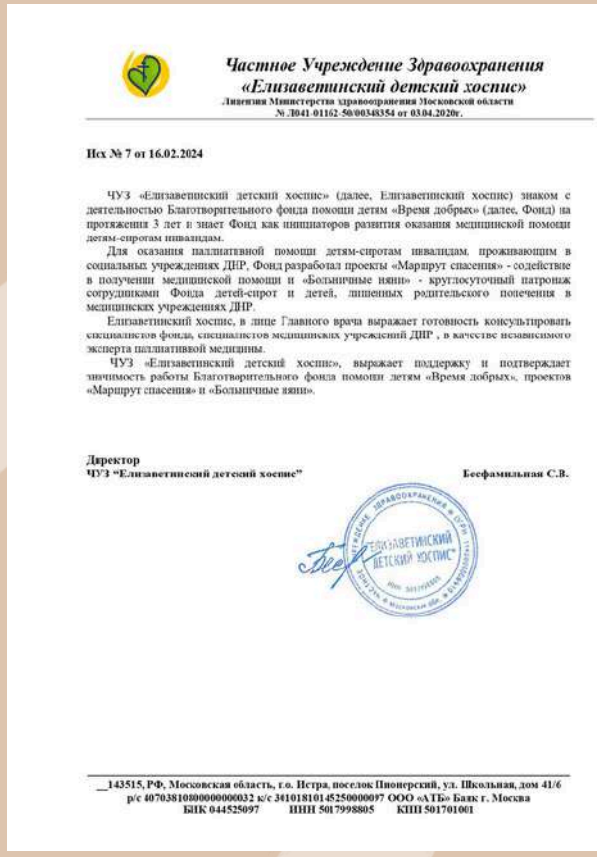 Частное Учреждение Здравоохранения
«Елизаветинский детский хоспис»
Лицензия Министерства здравоохранения Московской области
№ Л041-01162-50/00348354 от 03.04.2020г.
Исх № 7 от 16.02.2024
ЧУЗ «Елизаветинский детский хоспис» (далее, Елизаветинский хоспис) знаком с
деятельностью Благотворительного фонда помощи детям «Время добрых» (далее, Фонд) на
протяжения 3 лет и знает Фонд как инициаторов развития оказания медицинской помощи
детям-сиротам инвалидам.
Для оказания паллиативной помощи детям-сиротам инвалидам, проживающим в
социальных учреждениях ДНР, Фонд разработал проекты «Маршрут спасения» - содействие
в получении медицинской помощи и «Больничные няни» - круглосуточный патронаж
сотрудниками Фонда детей-сирот и детей, лишенных родительского попечения в
медицинских учреждениях ДНР.
Елизаветинский хоспис, в лице Главного врача выражает готовность консультировать
специалистов фонда, специалистов медицинских учреждений ДНР , в качестве независимого
эксперта паллиативной медицины.
ЧУЗ «Елизаветинский детский хоспис», выражает поддержку и подтверждает
значимость работы Благотворительного фонда помощи детям «Время добрых», проектов
«Маршрут спасения» и «Больничные няни».
Директор
ЧУЗ “Елизаветинский детский хоспис” Бесфамильная С.В.
ЗДРАВООХРАНЕНИЯ
"ЕЛИЗАВЕТИНСКИЙ
ДЕТСКИЙ ХОСПИС"
143515, РФ, Московская область, г.о. Истра, поселок Пионерский, ул. Школьная, дом 41/6
р/с 40703810800000000032 к/с 30101810145250000097 ООО «АТБ» Банк г. Москва
БИК 044525097 ИНН 5017998805 КПП 501701001